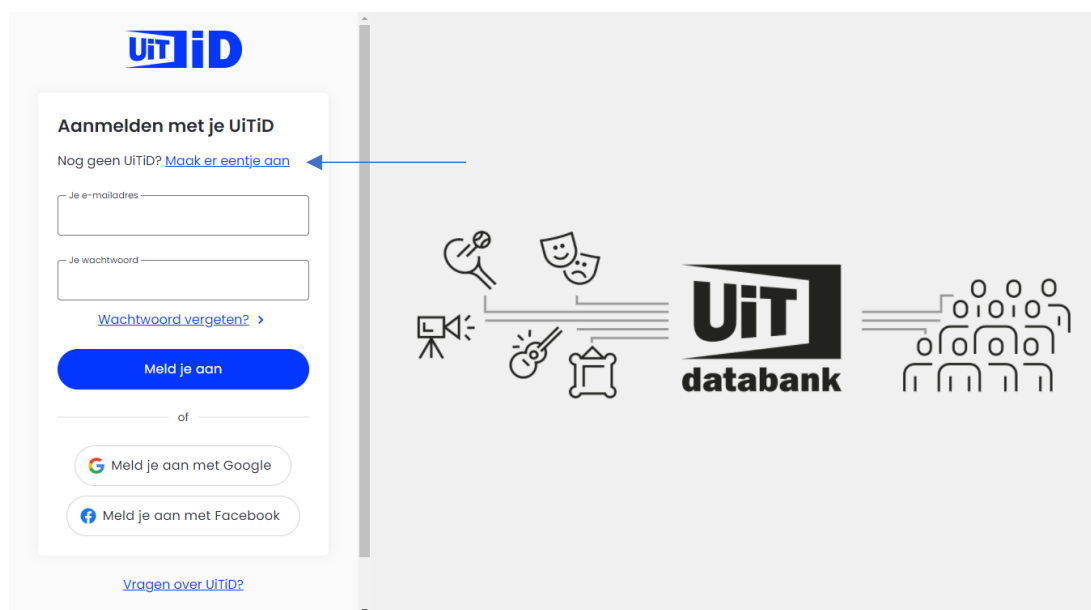 UiT iD
Aanmelden met je UiTiD
Nog geen UiTiD? Maak er eentje aan
Je e-mailadres
Je wachtwoord
Wachtwoord vergeten? >
Meld je aan
of
Meld je aan met Google
Meld je aan met Facebook
Vragen over UiTiD?
UiT
databank